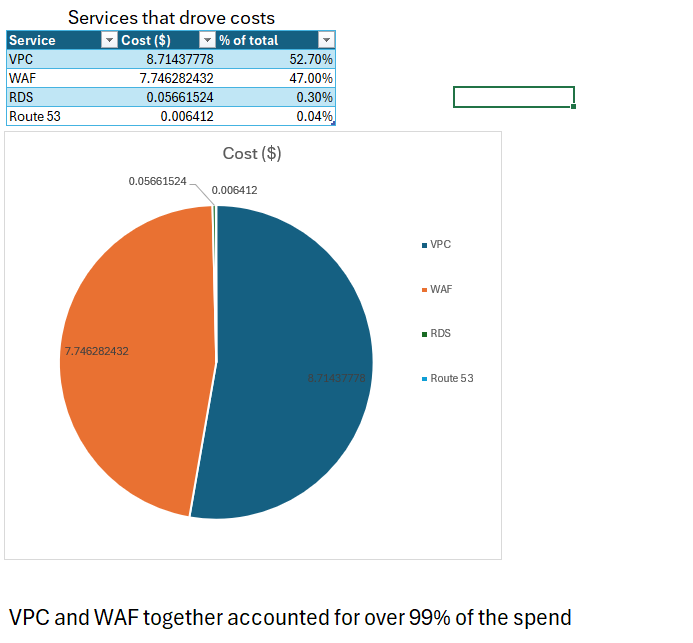 Services that drove costs
Service Cost ($) % of total
VPC 8.71437778 52.70%
WAF 7.746282432 47.00%
RDS 0.05661524 0.30%
Route 53 0.006412 0.04%
Cost ($)
0.05661524
0.006412
VPC
WAF
7.746282432
8.71437778
RDS
Route 53
VPC and WAF together accounted for over 99% of the spend